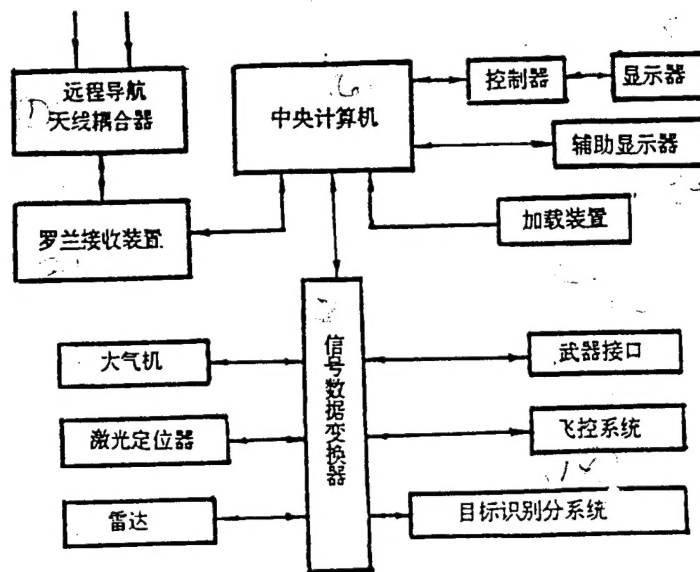 远程导航
天线耦合器
中央计算机
控制器
显示器
辅助显示器
罗兰接收装置
加载装置
信号数据变换器
大气机
武器接口
激光定位器
飞控系统
雷达
目标识别分系统